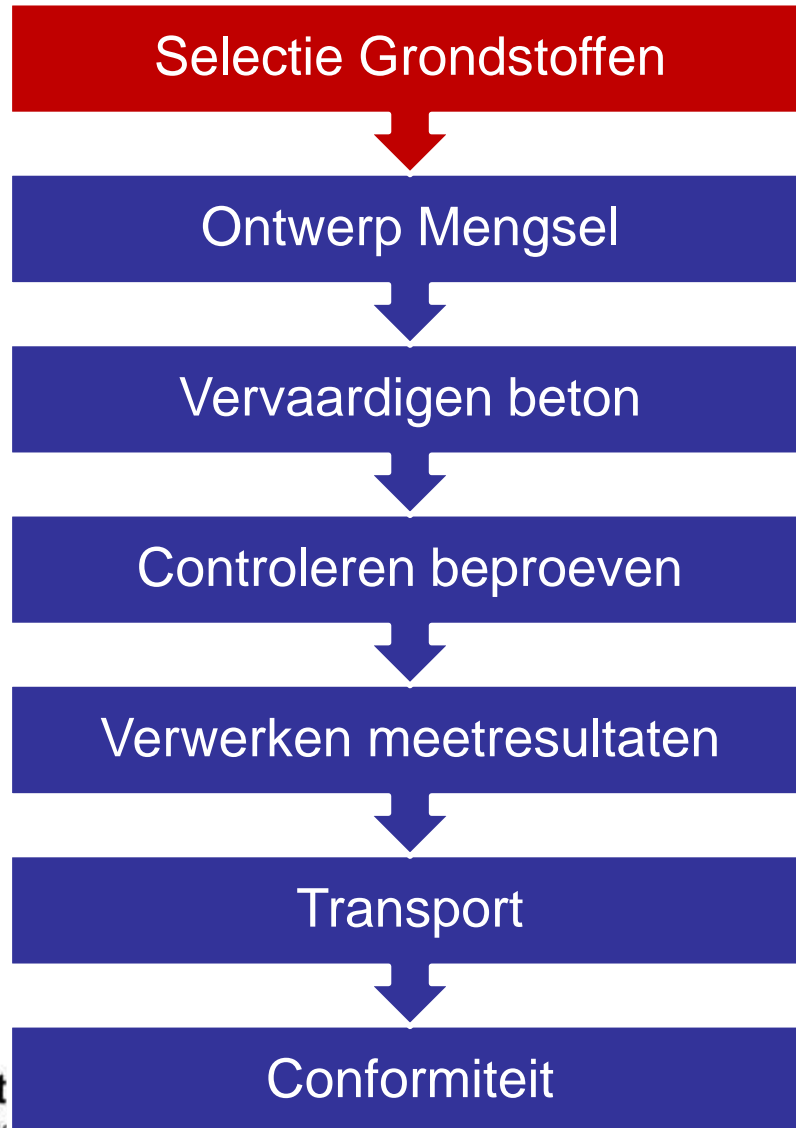 Selectie Grondstoffen
Ontwerp Mengsel
Vervaardigen beton
Controleren beproeven
Verwerken meetresultaten
Transport
Conformiteit